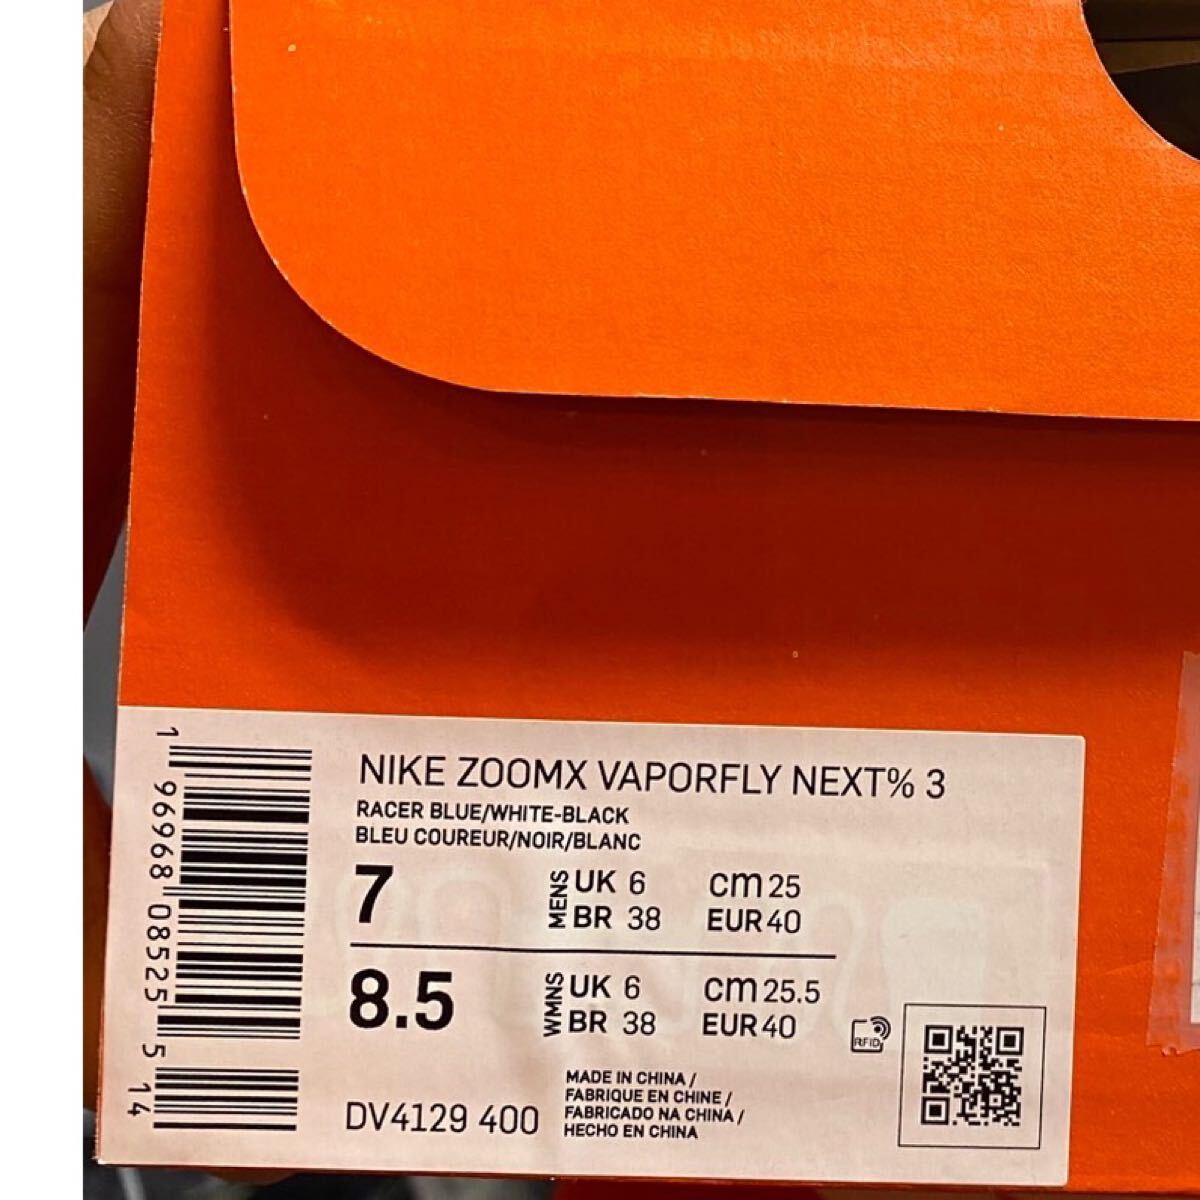 NIKE ZOOMX VAPORFLY NEXT% 3
RACER BLUE/WHITE-BLACK
BLEU COUREUR/NOIR/BLANC
7 MENS UK 6 cm 25
BR 38 EUR 40
8.5 WMNS UK 6 cm 25.5
BR 38 EUR 40
RFID
DV4129 400
MADE IN CHINA /
FABRIQUE EN CHINE /
FABRICADO NA CHINA /
HECHO EN CHINA
1 96968 08525 5 14